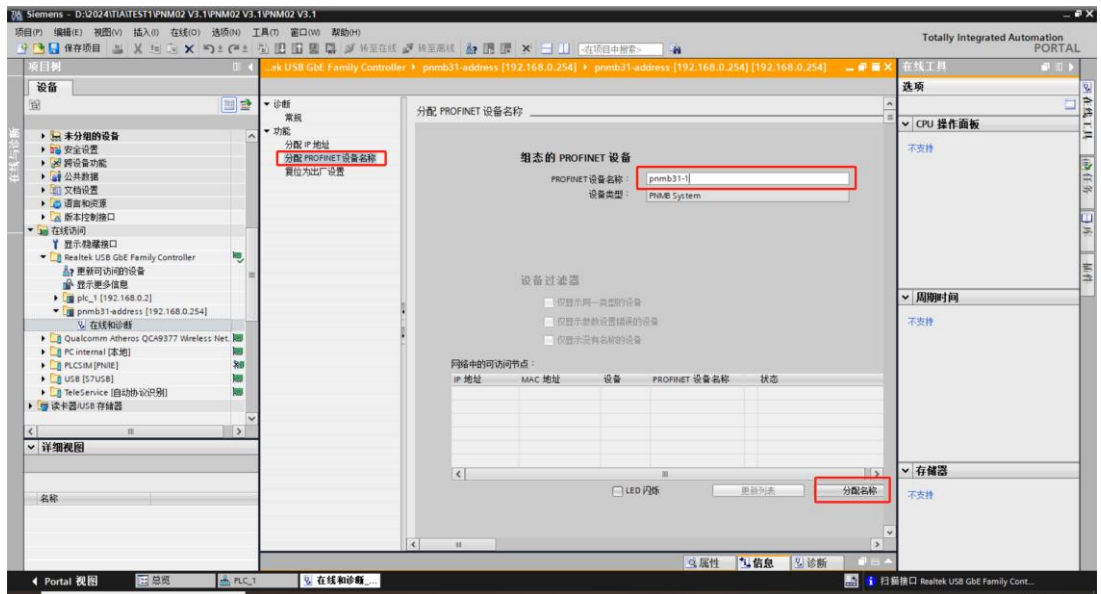 Siemens - D:\2024\TIA\TEST1\PNM02 V3.1\PNM02 V3.1\PNM02 V3.1
项目(P) 编辑(E) 视图(V) 插入(I) 在线(O) 选项(N) 工具(T) 窗口(W) 帮助(H)
Totally Integrated Automation
PORTAL
保存项目 转至在线 转至离线 <在项目中搜索>
项目树
...ak USB GbE Family Controller ▸ pnmb31-address [192.168.0.254] ▸ pnmb31-address [192.168.0.254] [192.168.0.254]
在线工具
设备
选项
在线与诊断
未分组的设备
安全设置
跨设备功能
公共数据
文档设置
语言和资源
版本控制接口
在线访问
显示/隐藏接口
Realtek USB GbE Family Controller
更新可访问的设备
显示更多信息
plc_1 [192.168.0.2]
pnmb31-address [192.168.0.254]
在线和诊断
Qualcomm Atheros QCA9377 Wireless Net...
PC internal [本地]
PLCSIM [PN/IE]
USB [S7USB]
TeleService [自动协议识别]
读卡器/USB 存储器
详细视图
名称
诊断
常规
功能
分配 IP 地址
分配 PROFINET 设备名称
复位为出厂设置
分配 PROFINET 设备名称
组态的 PROFINET 设备
PROFINET 设备名称： pnmb31-1
设备类型： PNMB System
设备过滤器
仅显示同一类型的设备
仅显示参数设置错误的设备
仅显示没有名称的设备
网络中的可访问节点：
IP 地址 MAC 地址 设备 PROFINET 设备名称 状态
LED 闪烁 更新列表 分配名称
CPU 操作面板
不支持
周期时间
不支持
存储器
不支持
在线工具
任务
库
属性 信息 诊断
Portal 视图 总览 PLC_1 在线和诊断_... 扫描接口 Realtek USB GbE Family Cont...